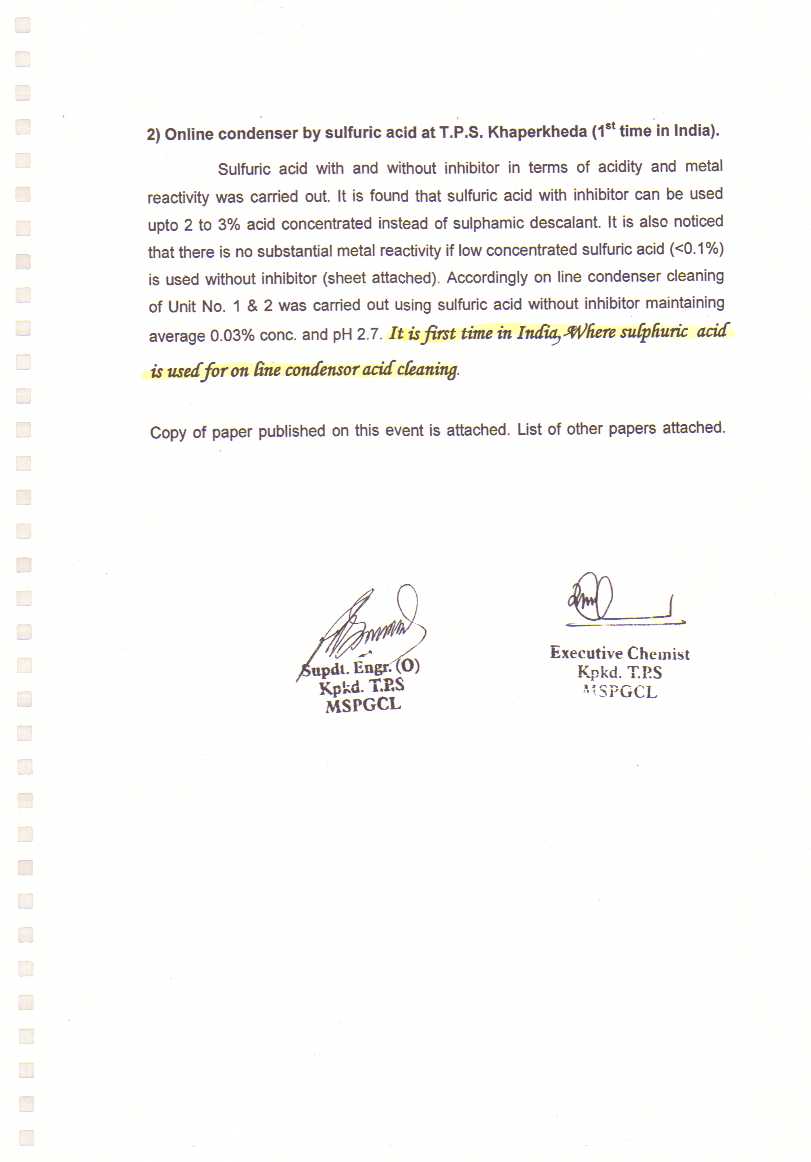 2) Online condenser by sulfuric acid at T.P.S. Khaperkheda (1st time in India).
Sulfuric acid with and without inhibitor in terms of acidity and metal
reactivity was carried out. It is found that sulfuric acid with inhibitor can be used
upto 2 to 3% acid concentrated instead of sulphamic descalant. It is also noticed
that there is no substantial metal reactivity if low concentrated sulfuric acid (<0.1%)
is used without inhibitor (sheet attached). Accordingly on line condenser cleaning
of Unit No. 1 & 2 was carried out using sulfuric acid without inhibitor maintaining
average 0.03% conc. and pH 2.7. It is first time in India, Where sulphuric acid
is used for on line condensor acid cleaning.
Copy of paper published on this event is attached. List of other papers attached.
Supdt. Engr. (O)
Kpkd. T.P.S
MSPGCL
Executive Chemist
Kpkd. T.P.S
MSPGCL